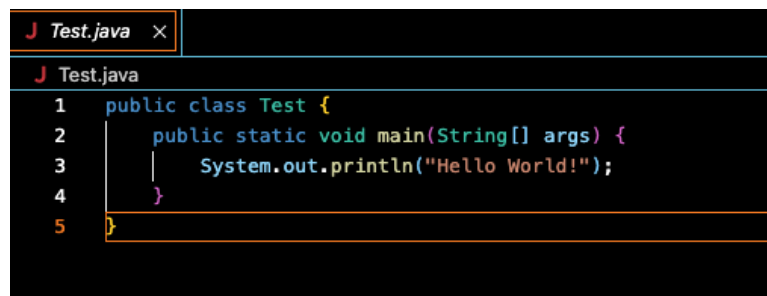 J Test.java ×
J Test.java
1 public class Test {
2     public static void main(String[] args) {
3         System.out.println("Hello World!");
4     }
5 }